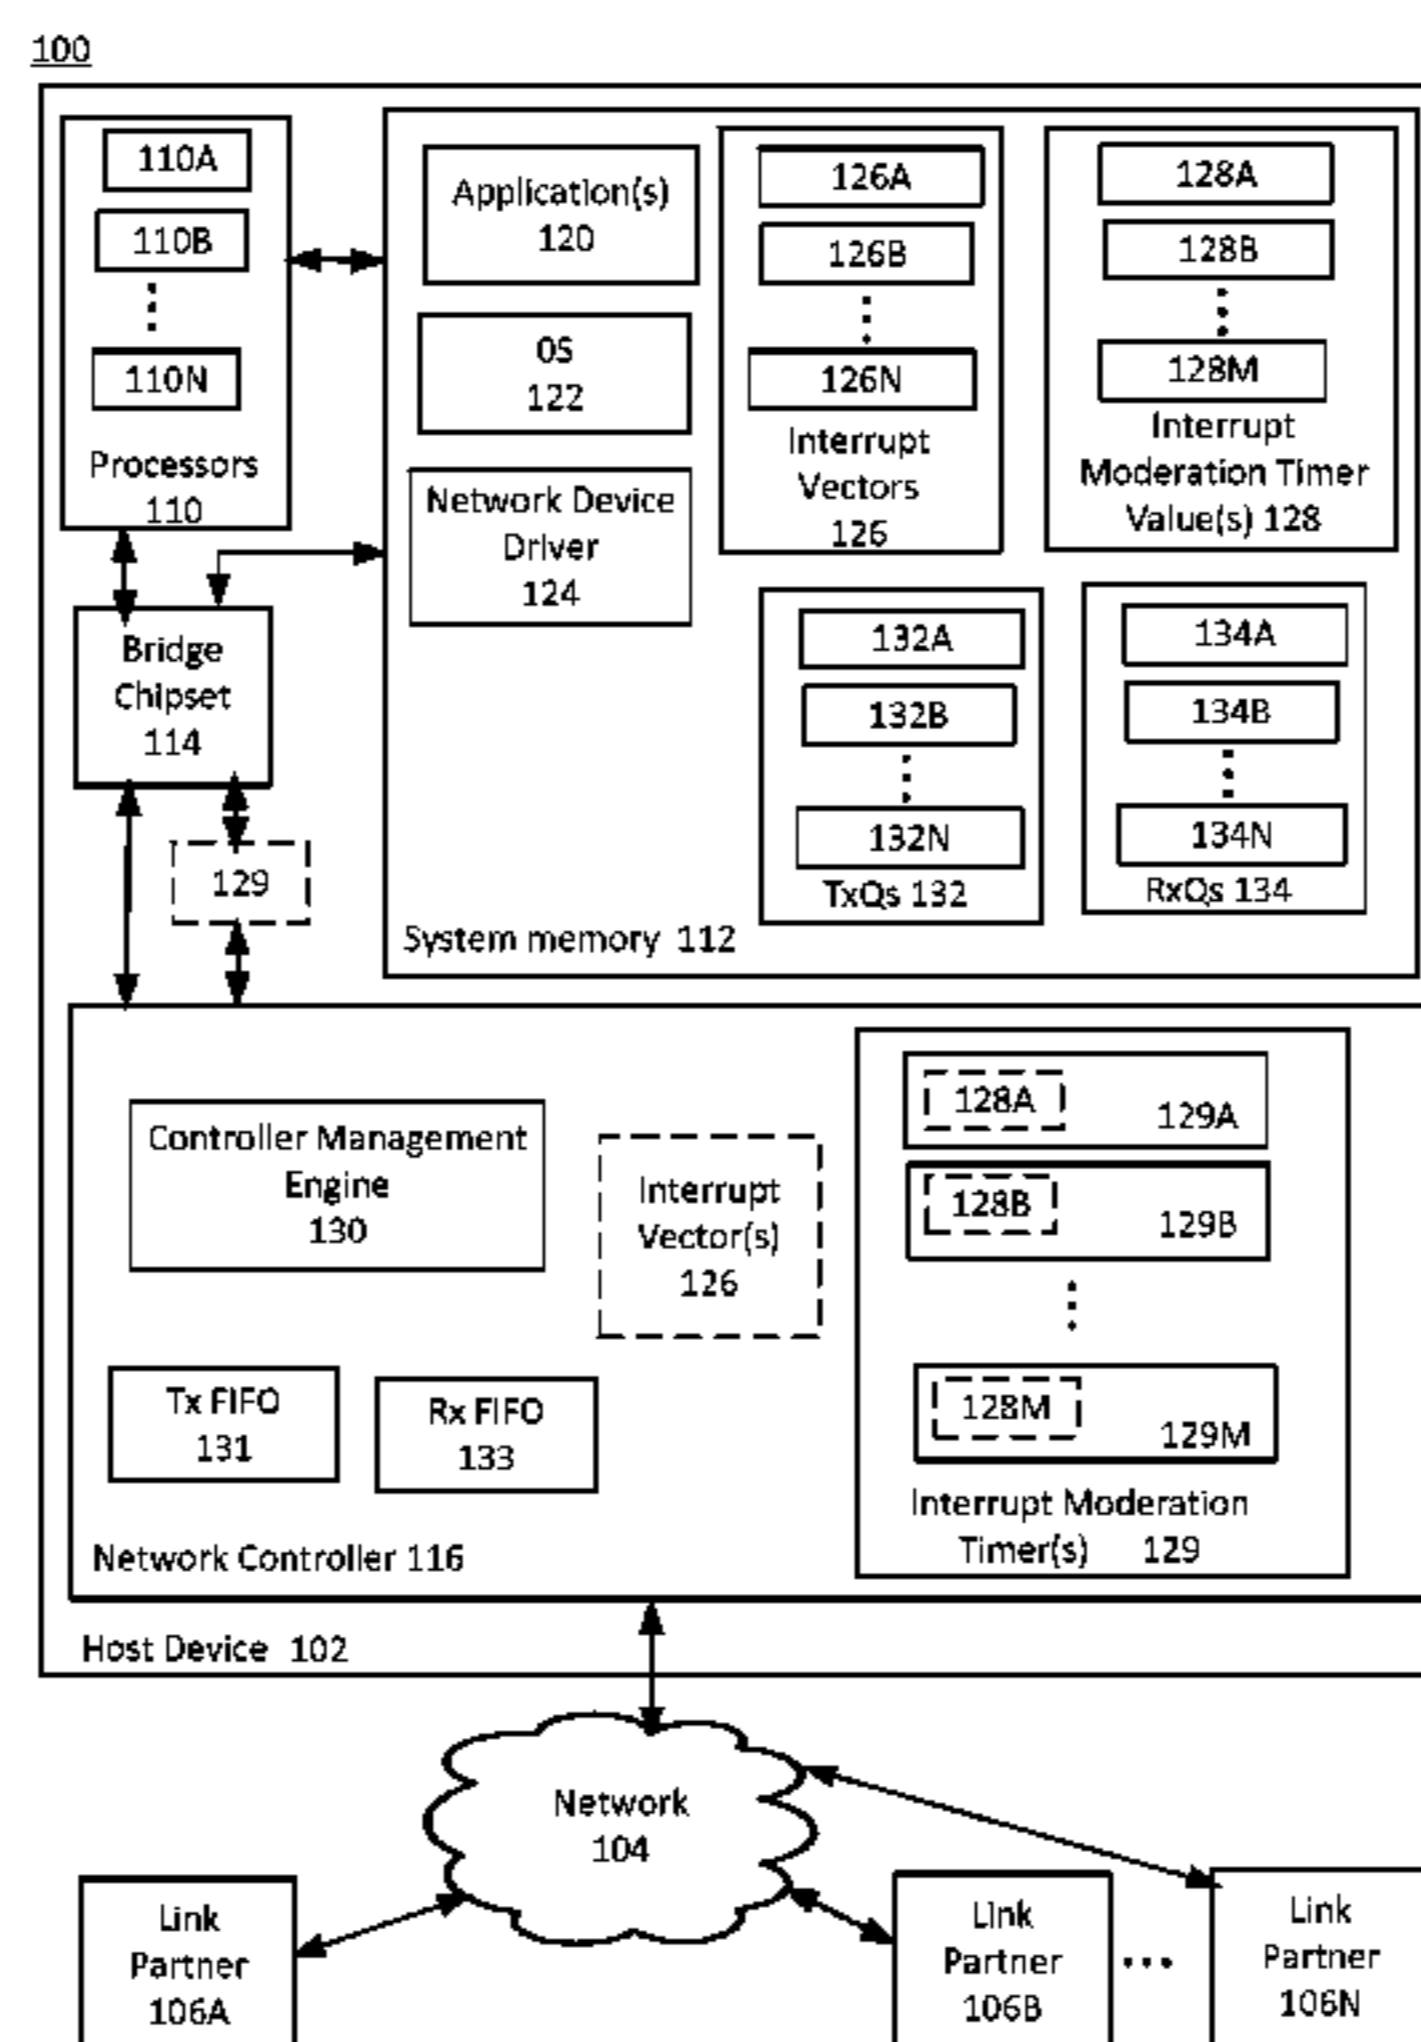 100
110A
110B
110N
Processors
110
Application(s)
120
OS
122
Network Device
Driver
124
126A
126B
126N
Interrupt
Vectors
126
128A
128B
128M
Interrupt
Moderation Timer
Value(s) 128
Bridge
Chipset
114
129
132A
132B
132N
TxQs 132
134A
134B
134N
RxQs 134
System memory 112
Controller Management
Engine
130
Interrupt
Vector(s)
126
128A
129A
128B
129B
128M
129M
Interrupt Moderation
Timer(s) 129
Tx FIFO
131
Rx FIFO
133
Network Controller 116
Host Device 102
Network
104
Link
Partner
106A
Link
Partner
106B
Link
Partner
106N